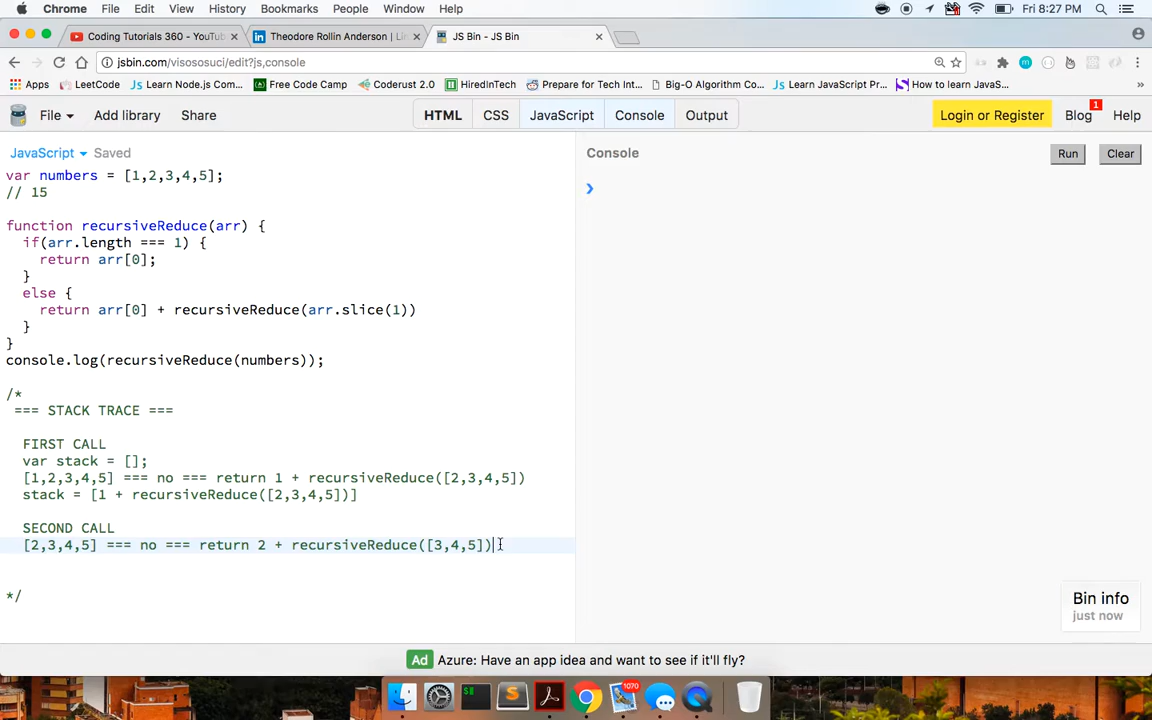 Chrome File Edit View History Bookmarks People Window Help Fri 8:27 PM
Coding Tutorials 360 - YouTub
Theodore Rollin Anderson | Lin
JS Bin - JS Bin
jsbin.com/visososuci/edit?js,console
Apps LeetCode Learn Node.js Com... Free Code Camp Coderust 2.0 HiredInTech Prepare for Tech Int... Big-O Algorithm Co... Learn JavaScript Pr... How to learn JavaS...
File Add library Share HTML CSS JavaScript Console Output Login or Register Blog 1 Help
JavaScript Saved
var numbers = [1,2,3,4,5];
// 15
function recursiveReduce(arr) {
if(arr.length === 1) {
return arr[0];
}
else {
return arr[0] + recursiveReduce(arr.slice(1))
}
}
console.log(recursiveReduce(numbers));
/*
=== STACK TRACE ===
FIRST CALL
var stack = [];
[1,2,3,4,5] === no === return 1 + recursiveReduce([2,3,4,5])
stack = [1 + recursiveReduce([2,3,4,5])]
SECOND CALL
[2,3,4,5] === no === return 2 + recursiveReduce([3,4,5])
*/
Console Run Clear
Bin info
just now
Ad Azure: Have an app idea and want to see if it'll fly?
1070